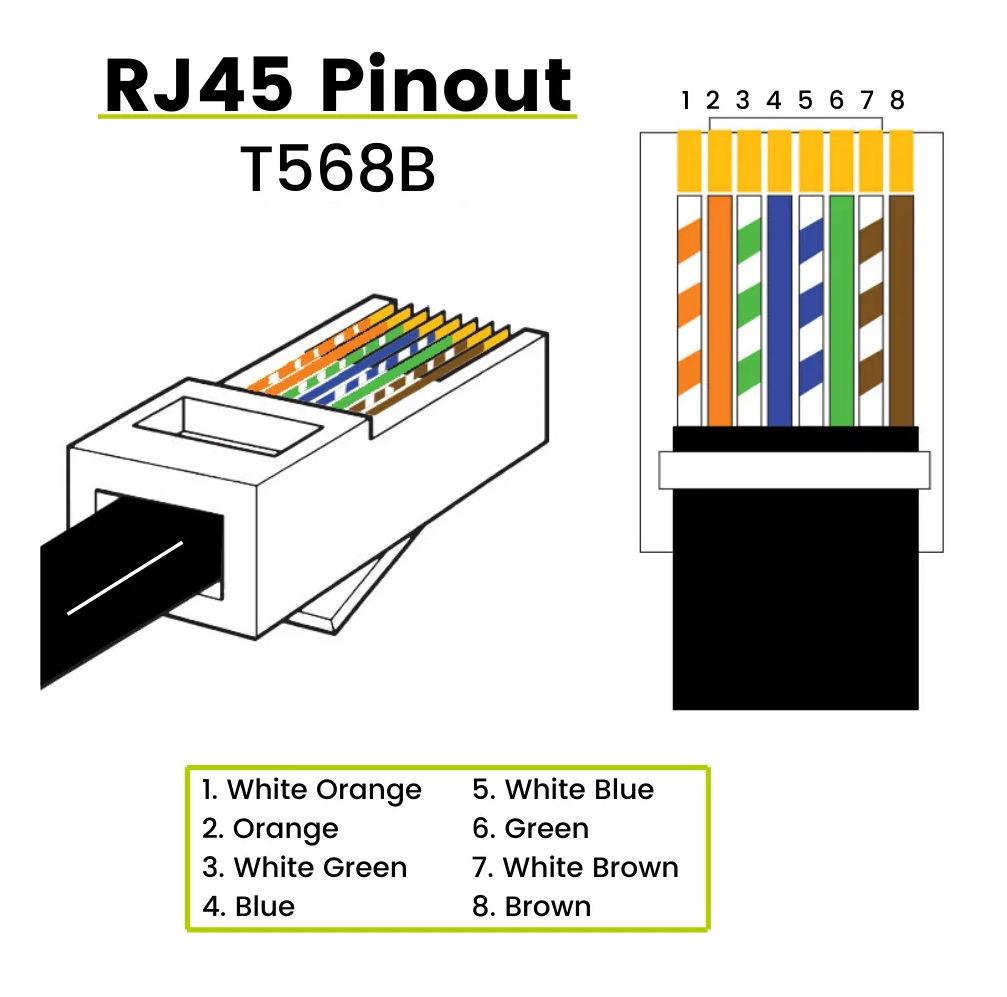 RJ45 Pinout
T568B
1 2 3 4 5 6 7 8
1. White Orange
2. Orange
3. White Green
4. Blue
5. White Blue
6. Green
7. White Brown
8. Brown